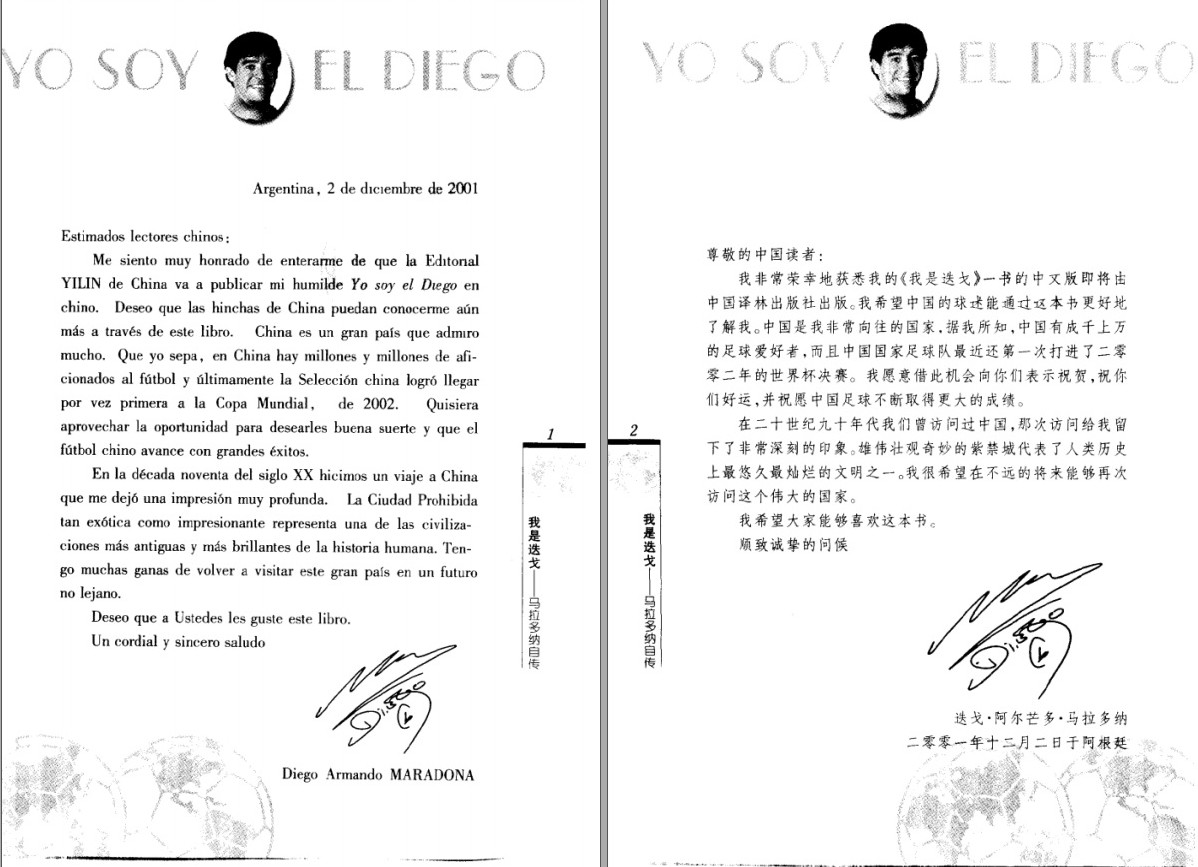 YO SOY EL DIEGO
Argentina, 2 de diciembre de 2001
Estimados lectores chinos:
Me siento muy honrado de enterarme de que la Editorial
YILIN de China va a publicar mi humilde Yo soy el Diego en
chino. Deseo que las hinchas de China puedan conocerme aún
más a través de este libro. China es un gran país que admiro
mucho. Que yo sepa, en China hay millones y millones de afi-
cionados al fútbol y últimamente la Selección china logró llegar
por vez primera a la Copa Mundial, de 2002. Quisiera
aprovechar la oportunidad para desearles buena suerte y que el
fútbol chino avance con grandes éxitos.
En la década noventa del siglo XX hicimos un viaje a China
que me dejó una impresión muy profunda. La Ciudad Prohibida
tan exótica como impresionante representa una de las civiliza-
ciones más antiguas y más brillantes de la historia humana. Ten-
go muchas ganas de volver a visitar este gran país en un futuro
no lejano.
Deseo que a Ustedes les guste este libro.
Un cordial y sincero saludo
Diego
Diego Armando MARADONA
1
我是迭戈——马拉多纳自传
YO SOY EL DIEGO
尊敬的中国读者:
我非常荣幸地获悉我的《我是迭戈》一书的中文版即将由
中国译林出版社出版。我希望中国的球迷能通过这本书更好地
了解我。中国是我非常向往的国家,据我所知,中国有成千上万
的足球爱好者,而且中国国家足球队最近还第一次打进了二零
零二年的世界杯决赛。我愿意借此机会向你们表示祝贺,祝你
们好运,并祝愿中国足球不断取得更大的成绩。
在二十世纪九十年代我们曾访问过中国,那次访问给我留
下了非常深刻的印象。雄伟壮观奇妙的紫禁城代表了人类历史
上最悠久最灿烂的文明之一。我很希望在不远的将来能够再次
访问这个伟大的国家。
我希望大家能够喜欢这本书。
顺致诚挚的问候
Diego
迭戈·阿尔芒多·马拉多纳
二零零一年十二月二日于阿根廷
2
我是迭戈——马拉多纳自传